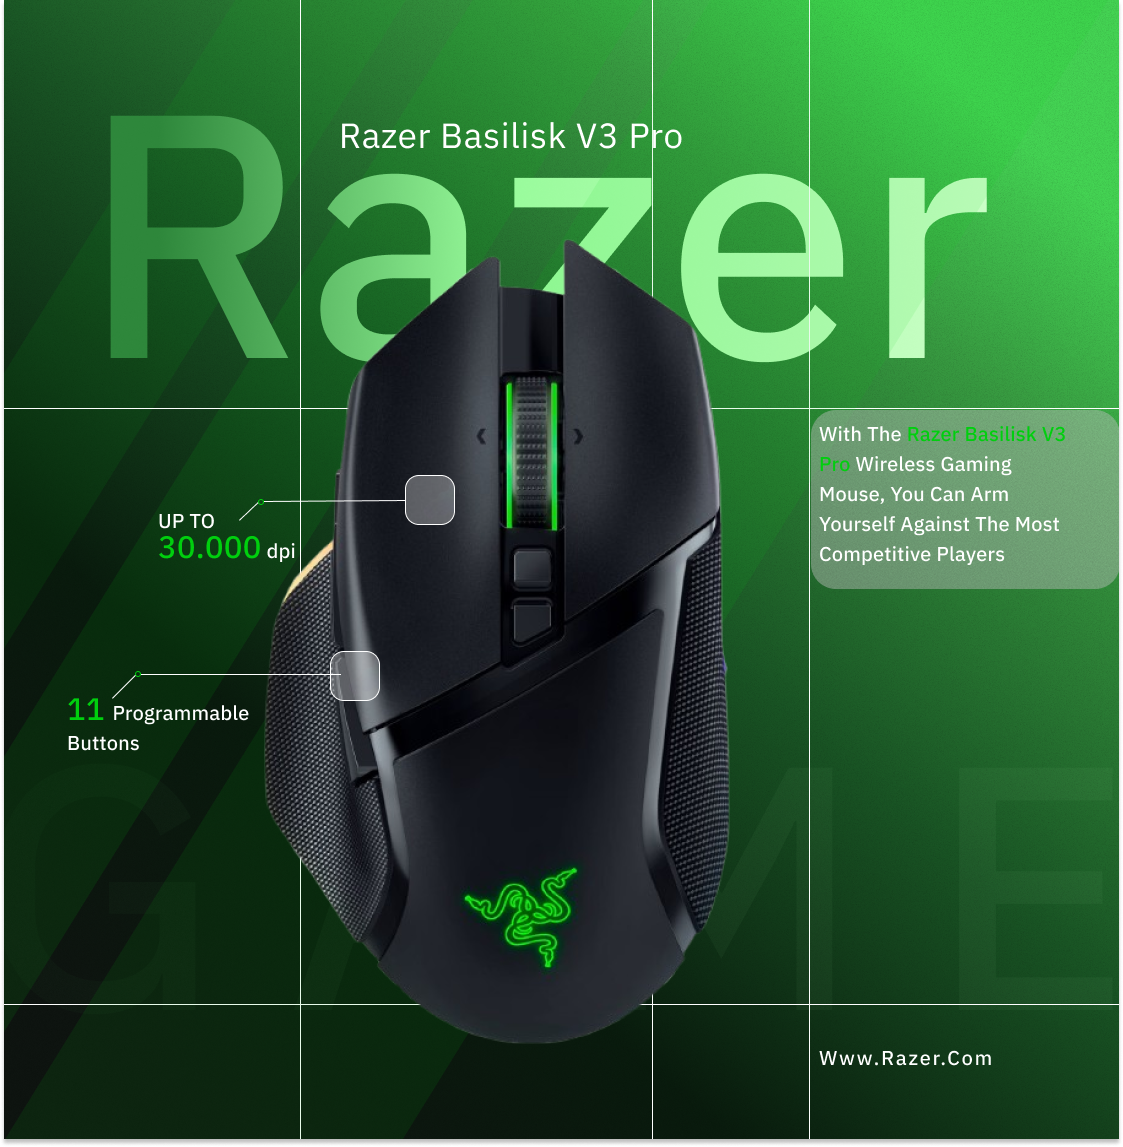 Razer Basilisk V3 Pro
Razer
With The Razer Basilisk V3
Pro Wireless Gaming
Mouse, You Can Arm
Yourself Against The Most
Competitive Players
UP TO
30.000 dpi
11 Programmable
Buttons
GAME
Www.Razer.Com